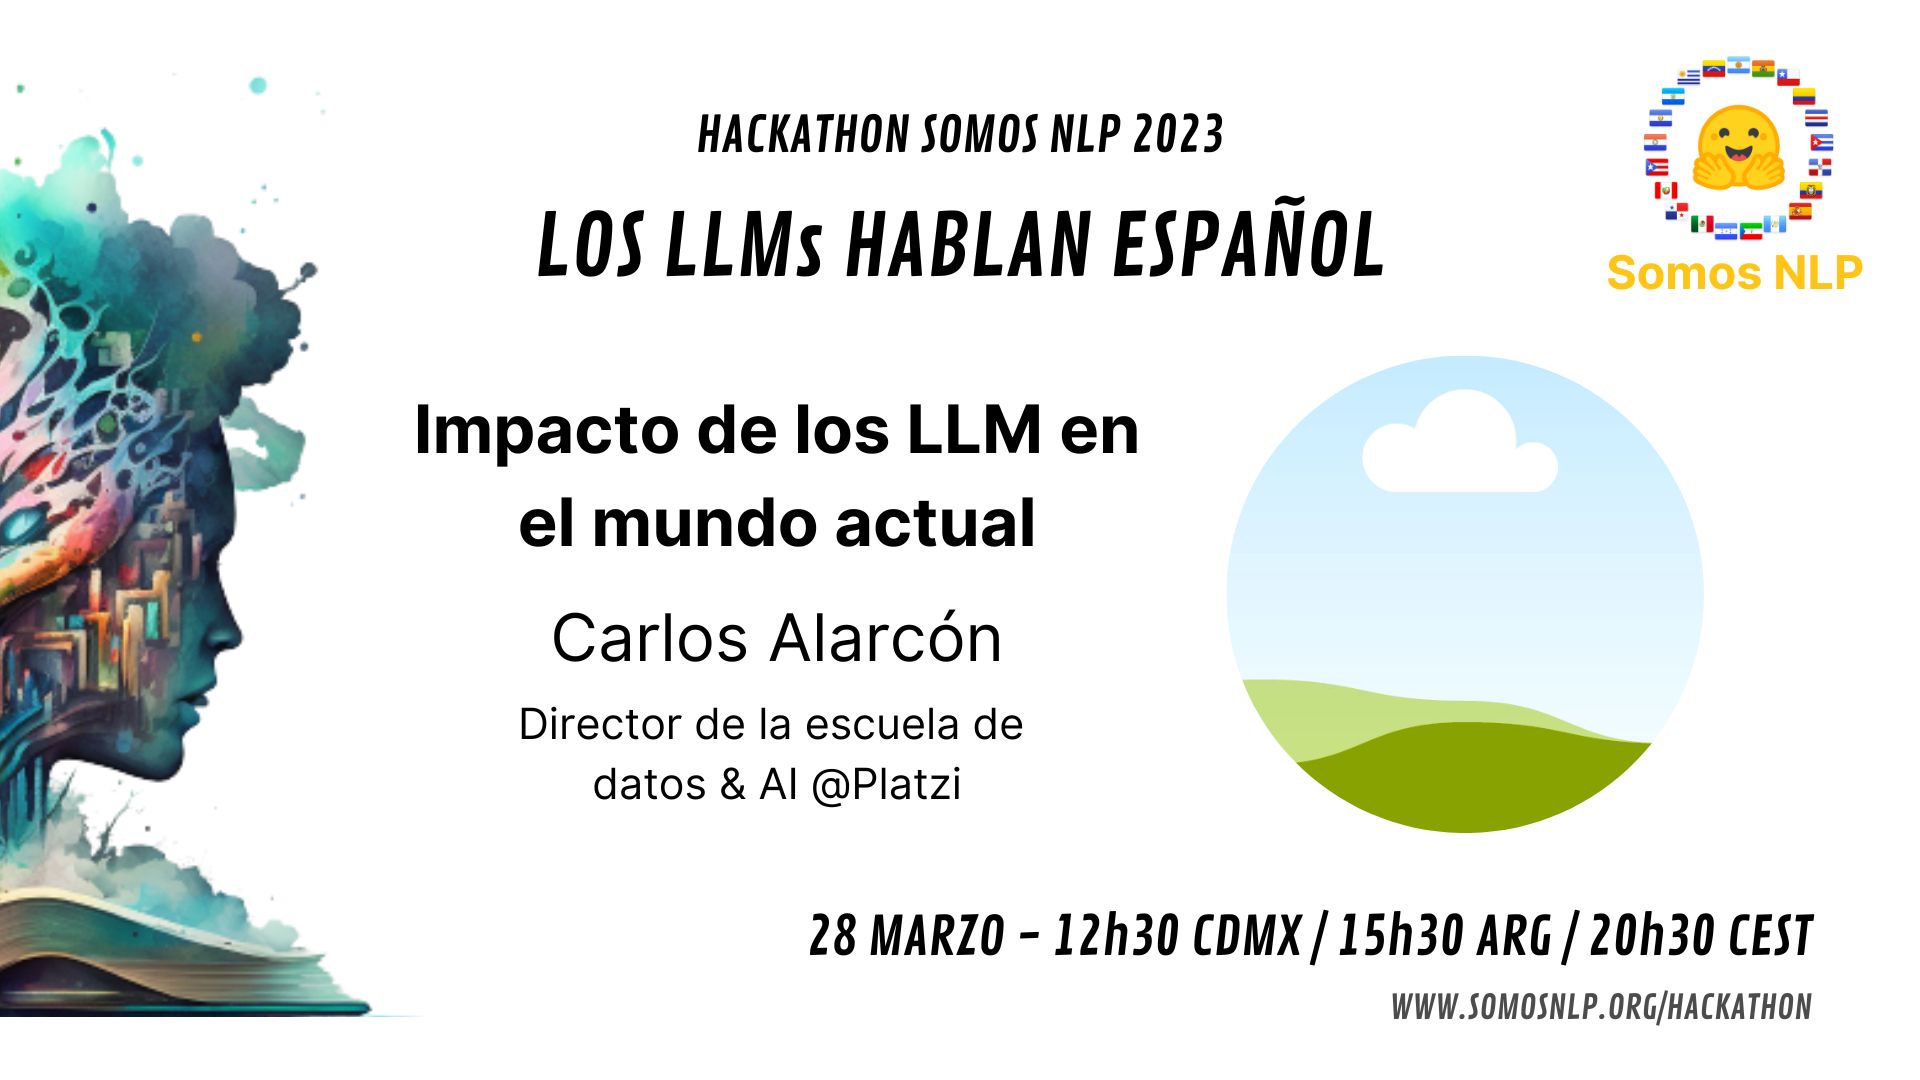 HACKATHON SOMOS NLP 2023
LOS LLMs HABLAN ESPAÑOL
Somos NLP
Impacto de los LLM en
el mundo actual
Carlos Alarcón
Director de la escuela de
datos & AI @Platzi
28 MARZO - 12h30 CDMX / 15h30 ARG / 20h30 CEST
WWW.SOMOSNLP.ORG/HACKATHON